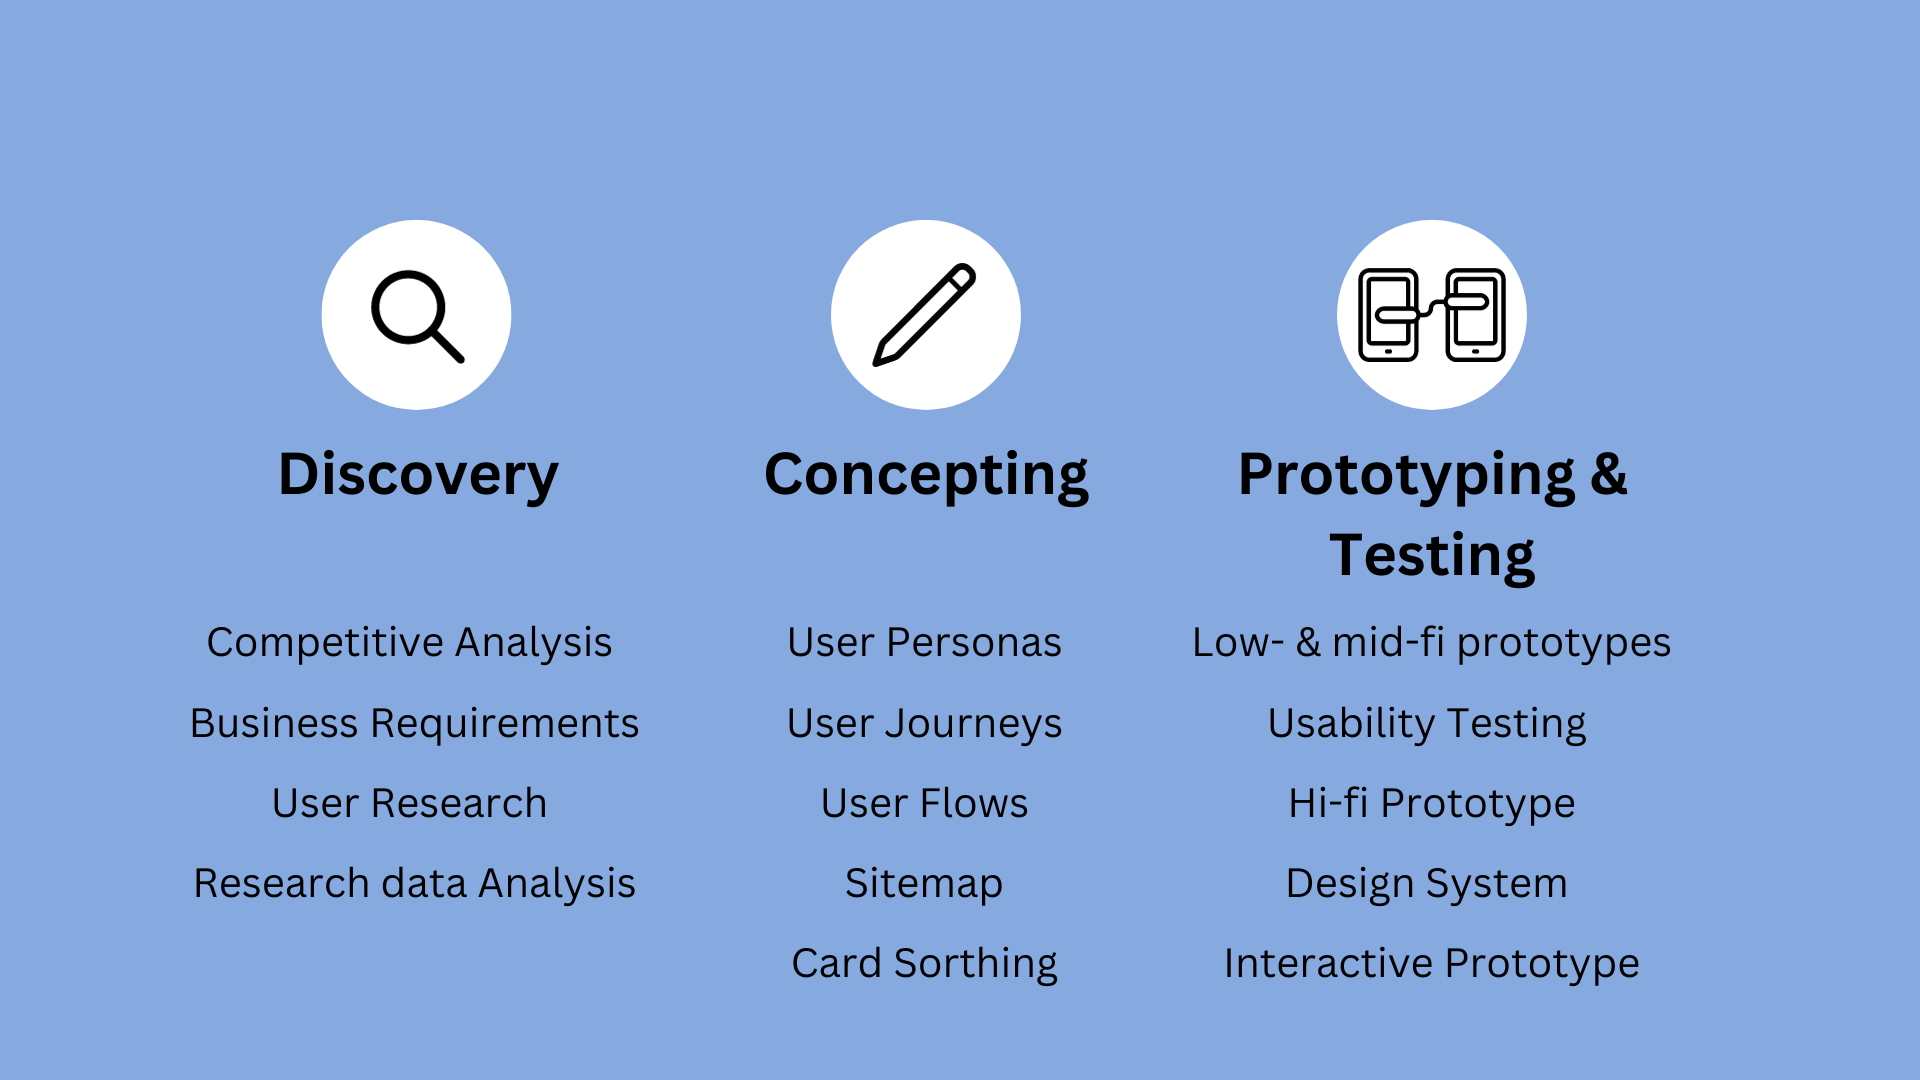 Discovery
Competitive Analysis
Business Requirements
User Research
Research data Analysis
Concepting
User Personas
User Journeys
User Flows
Sitemap
Card Sorthing
Prototyping &
Testing
Low- & mid-fi prototypes
Usability Testing
Hi-fi Prototype
Design System
Interactive Prototype